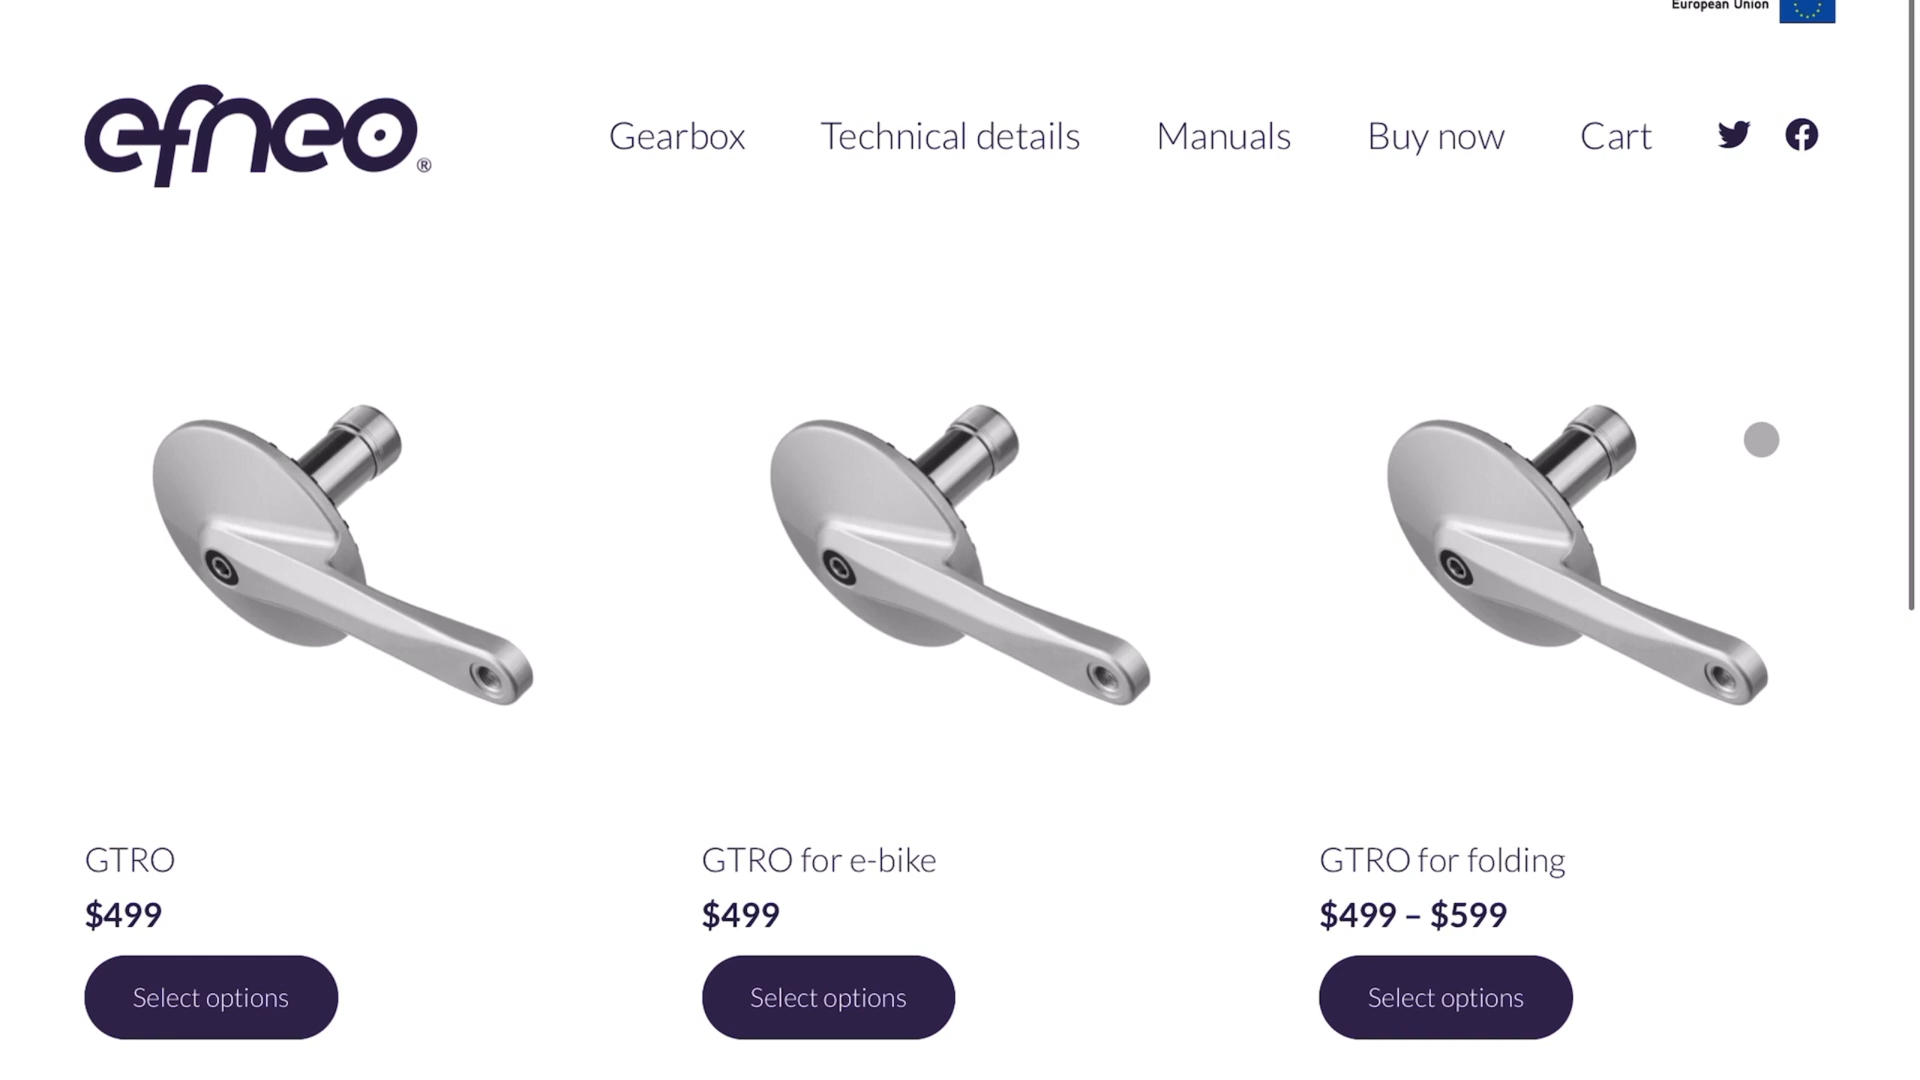 European Union
efneo®
Gearbox Technical details Manuals Buy now Cart
GTRO
$499
Select options
GTRO for e-bike
$499
Select options
GTRO for folding
$499 – $599
Select options